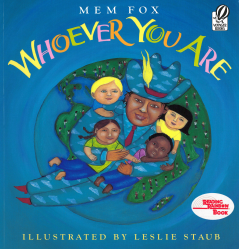 MEM FOX
WHOEVER YOU ARE
ILLUSTRATED BY LESLIE STAUB
READING
RAINBOW
BOOK